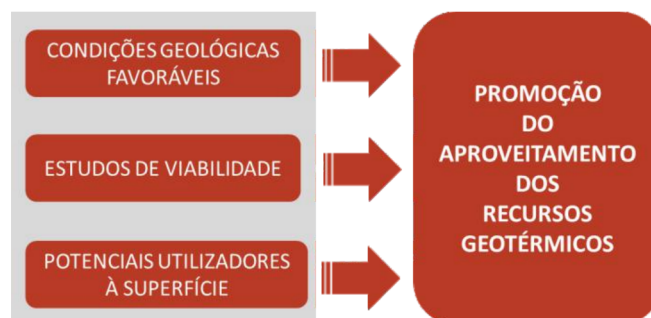 CONDIÇÕES GEOLÓGICAS
FAVORÁVEIS
ESTUDOS DE VIABILIDADE
POTENCIAIS UTILIZADORES
À SUPERFÍCIE
PROMOÇÃO
DO
APROVEITAMENTO
DOS
RECURSOS
GEOTÉRMICOS